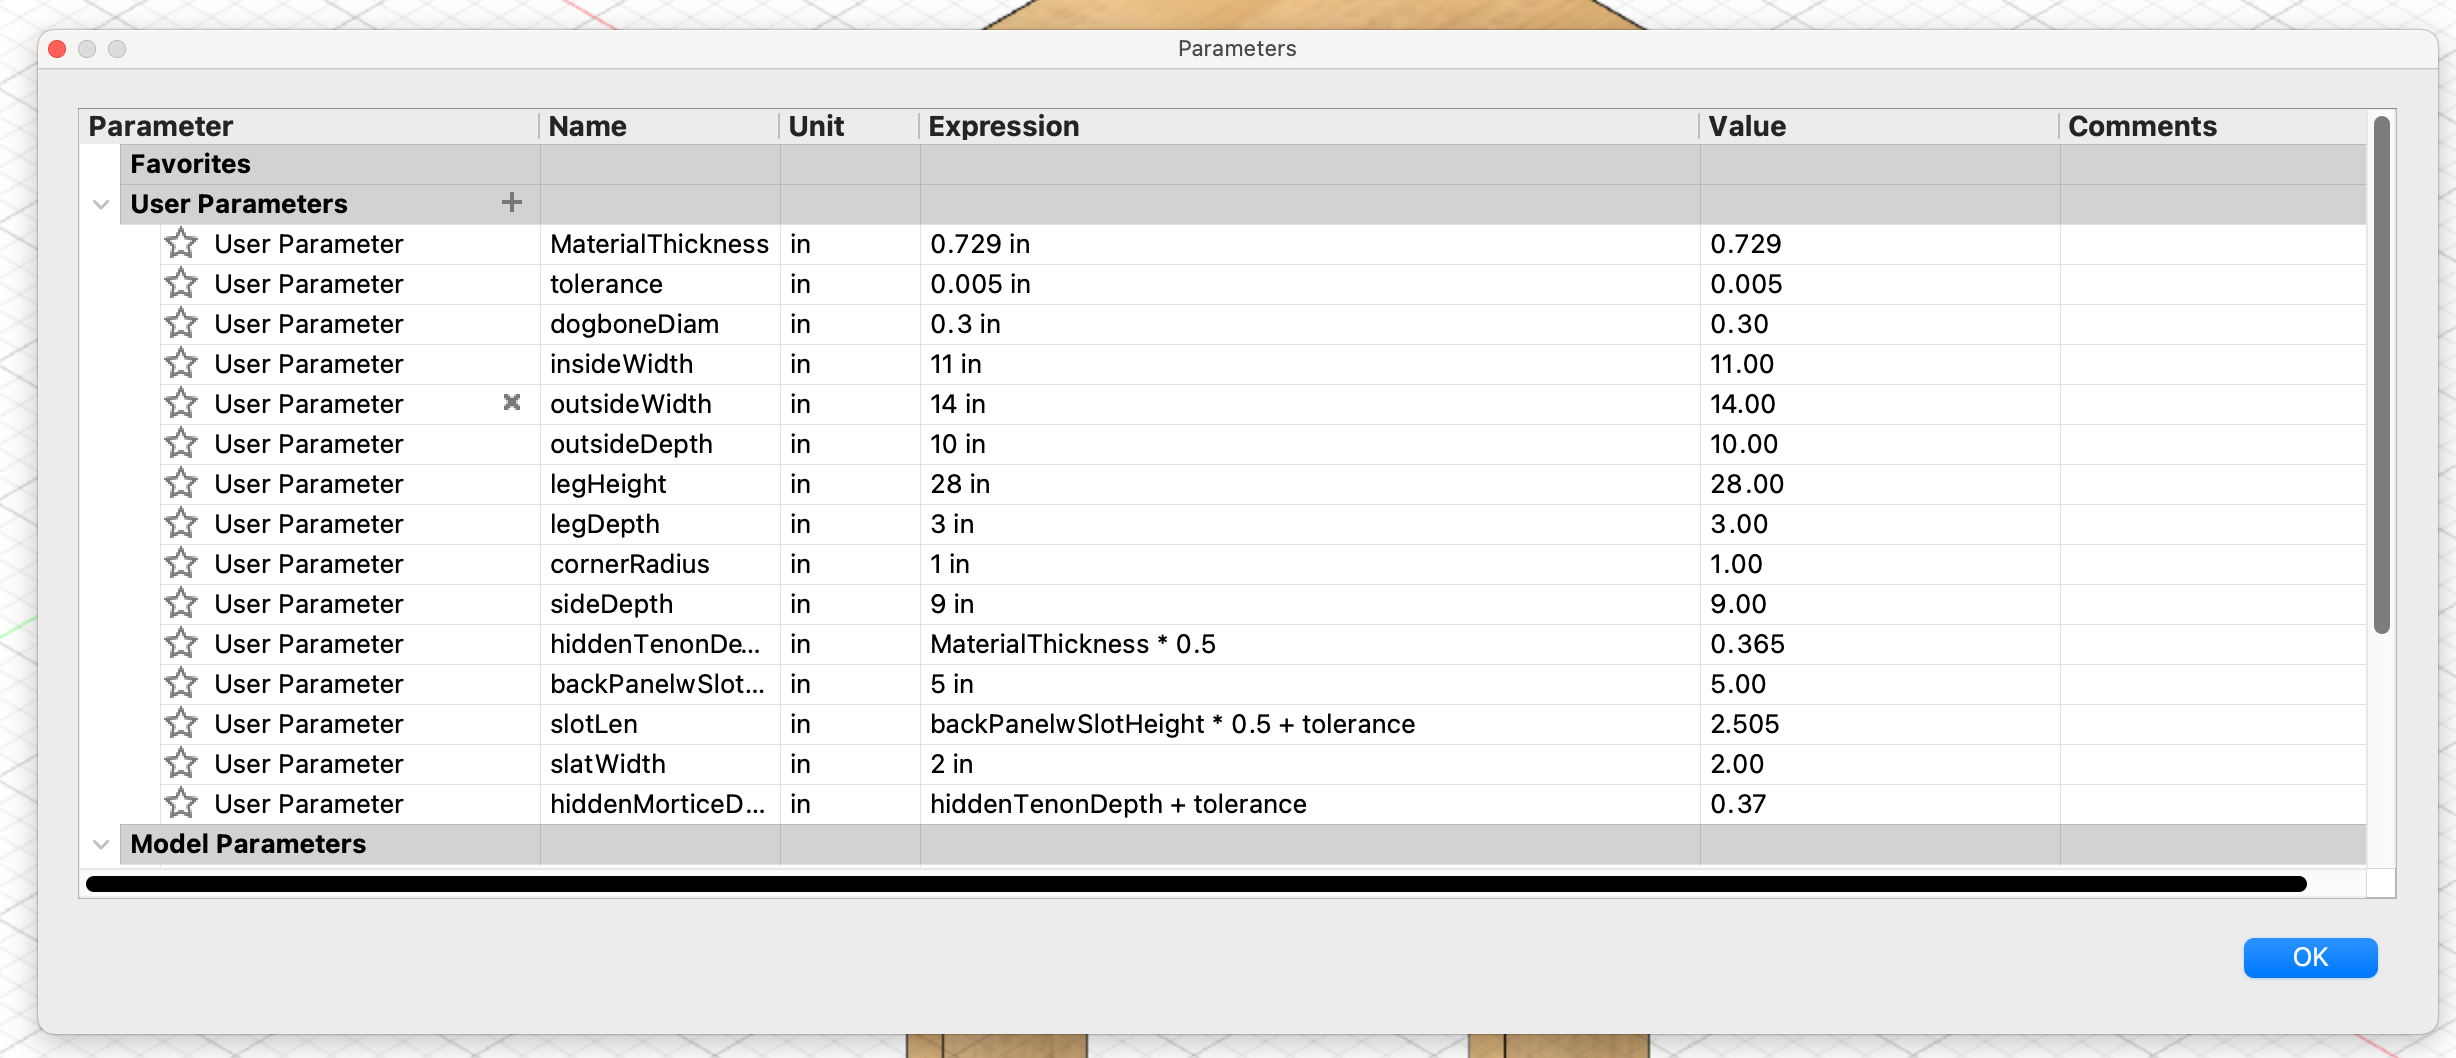 Parameters
Parameter Name Unit Expression Value Comments
Favorites
User Parameters +
User Parameter MaterialThickness in 0.729 in 0.729
User Parameter tolerance in 0.005 in 0.005
User Parameter dogboneDiam in 0.3 in 0.30
User Parameter insideWidth in 11 in 11.00
User Parameter outsideWidth in 14 in 14.00
User Parameter outsideDepth in 10 in 10.00
User Parameter legHeight in 28 in 28.00
User Parameter legDepth in 3 in 3.00
User Parameter cornerRadius in 1 in 1.00
User Parameter sideDepth in 9 in 9.00
User Parameter hiddenTenonDe... in MaterialThickness * 0.5 0.365
User Parameter backPanelwSlot... in 5 in 5.00
User Parameter slotLen in backPanelwSlotHeight * 0.5 + tolerance 2.505
User Parameter slatWidth in 2 in 2.00
User Parameter hiddenMorticeD... in hiddenTenonDepth + tolerance 0.37
Model Parameters
OK